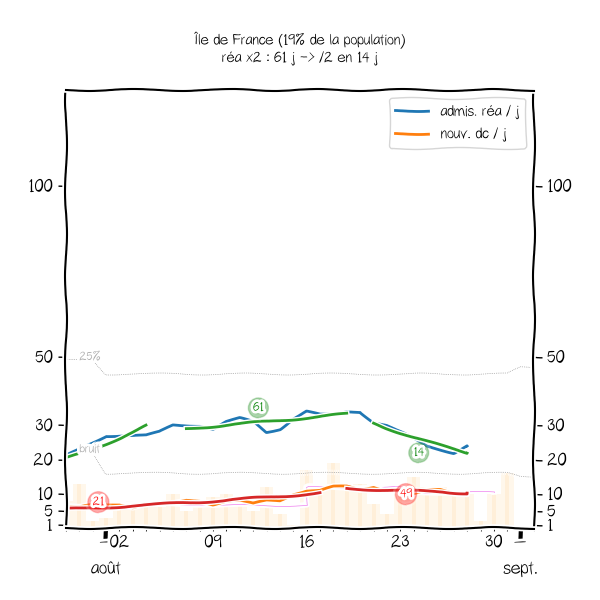 Île de France (19% de la population)
réa x2 : 61 j -> /2 en 14 j
admis. réa / j
nouv. dc / j
100 100
50 50
25%
61
30 30
bruit
14
20 20
21
49
10 10
5 5
1 1
02 09 16 23 30
août sept.